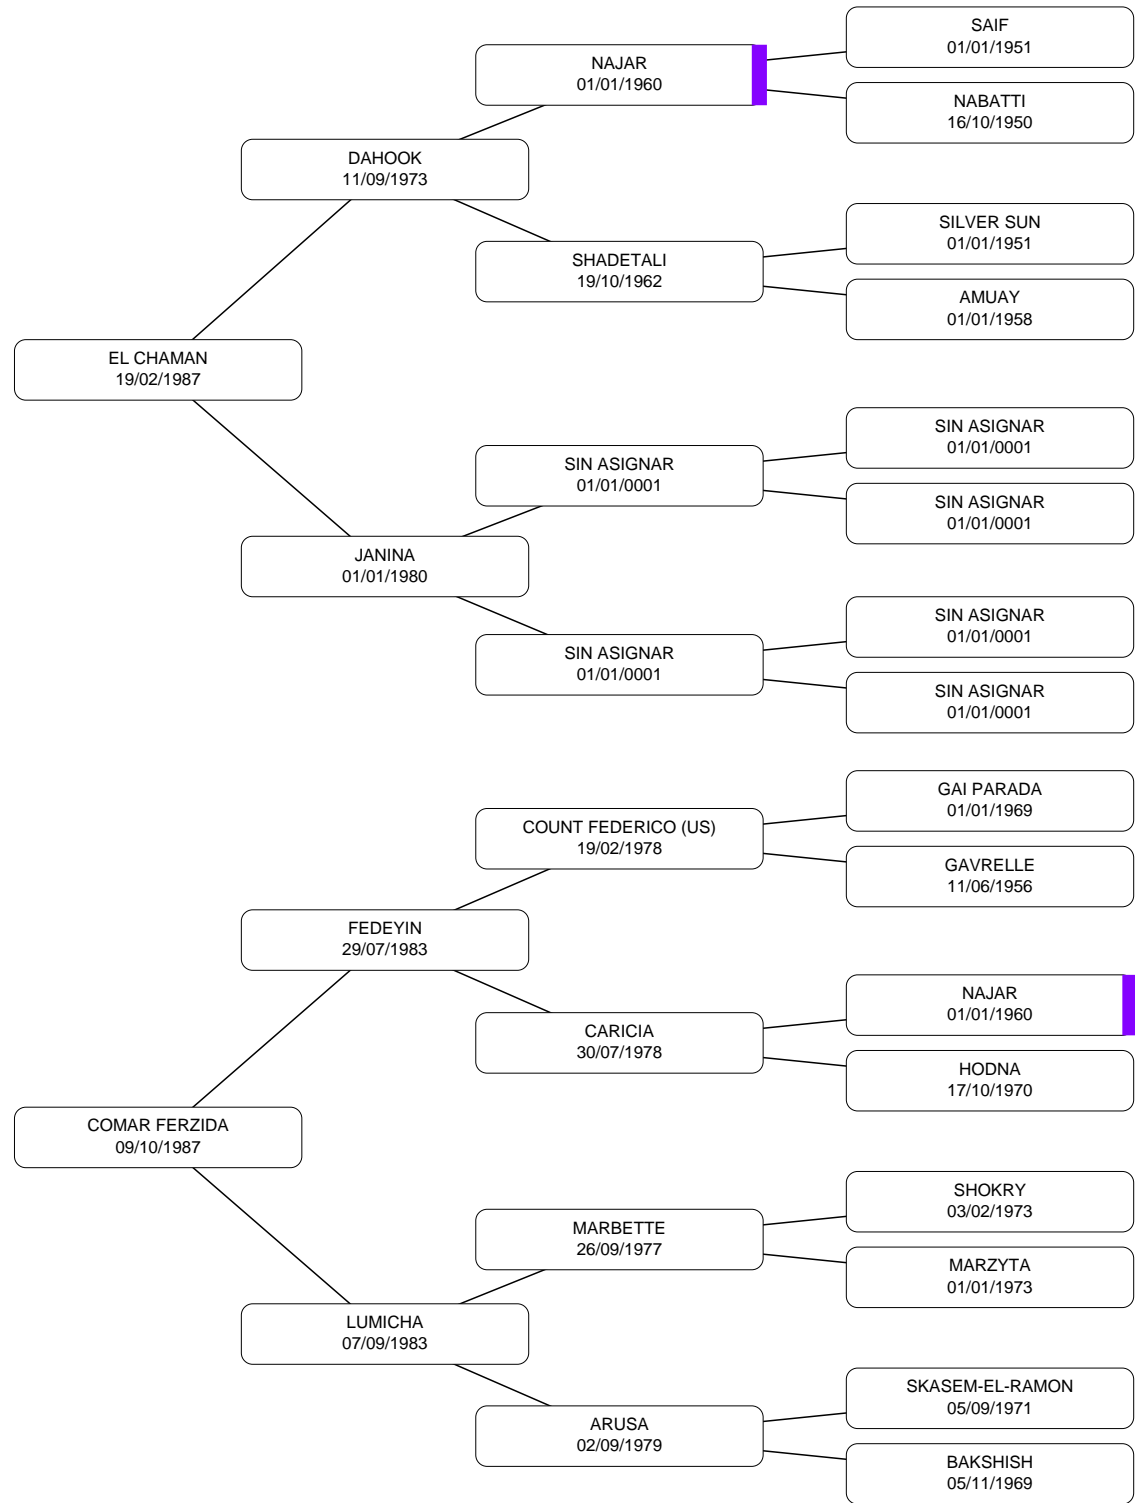 SAIF
01/01/1951
NAJAR
01/01/1960
NABATTI
16/10/1950
DAHOOK
11/09/1973
SILVER SUN
01/01/1951
SHADETALI
19/10/1962
AMUAY
01/01/1958
EL CHAMAN
19/02/1987
SIN ASIGNAR
01/01/0001
SIN ASIGNAR
01/01/0001
SIN ASIGNAR
01/01/0001
JANINA
01/01/1980
SIN ASIGNAR
01/01/0001
SIN ASIGNAR
01/01/0001
SIN ASIGNAR
01/01/0001
GAI PARADA
01/01/1969
COUNT FEDERICO (US)
19/02/1978
GAVRELLE
11/06/1956
FEDEYIN
29/07/1983
NAJAR
01/01/1960
CARICIA
30/07/1978
HODNA
17/10/1970
COMAR FERZIDA
09/10/1987
SHOKRY
03/02/1973
MARBETTE
26/09/1977
MARZYTA
01/01/1973
LUMICHA
07/09/1983
SKASEM-EL-RAMON
05/09/1971
ARUSA
02/09/1979
BAKSHISH
05/11/1969